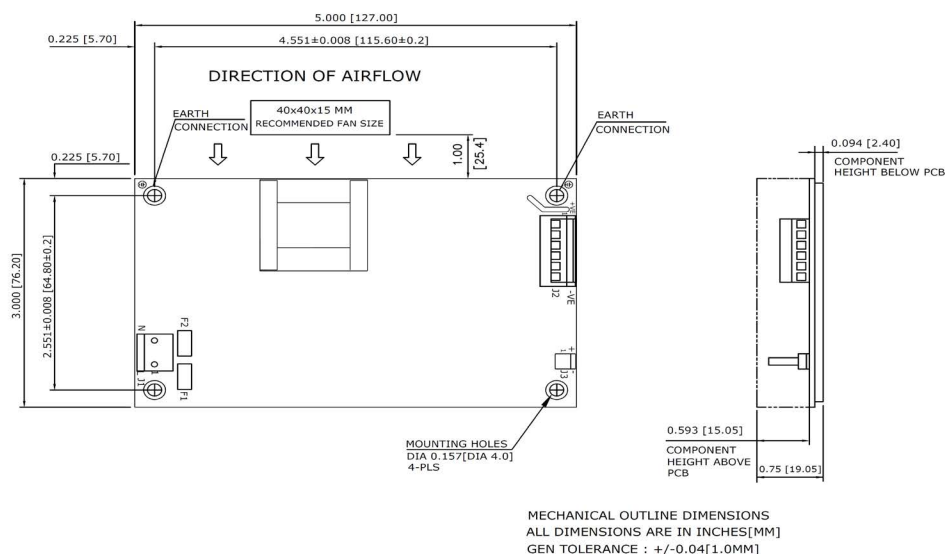 5.000 [127.00]
0.225 [5.70]
4.551±0.008 [115.60±0.2]
DIRECTION OF AIRFLOW
40x40x15 MM
RECOMMENDED FAN SIZE
EARTH
CONNECTION
EARTH
CONNECTION
1.00
[25.4]
0.225 [5.70]
0.094 [2.40]
COMPONENT
HEIGHT BELOW PCB
3.000 [76.20]
2.551±0.008 [64.80±0.2]
+VE
1
J2
-VE
N
1
J1
F2
F1
+
1
-
J3
MOUNTING HOLES
DIA 0.157[DIA 4.0]
4-PLS
0.593 [15.05]
COMPONENT
HEIGHT ABOVE
PCB
0.75 [19.05]
MECHANICAL OUTLINE DIMENSIONS
ALL DIMENSIONS ARE IN INCHES[MM]
GEN TOLERANCE : +/-0.04[1.0MM]